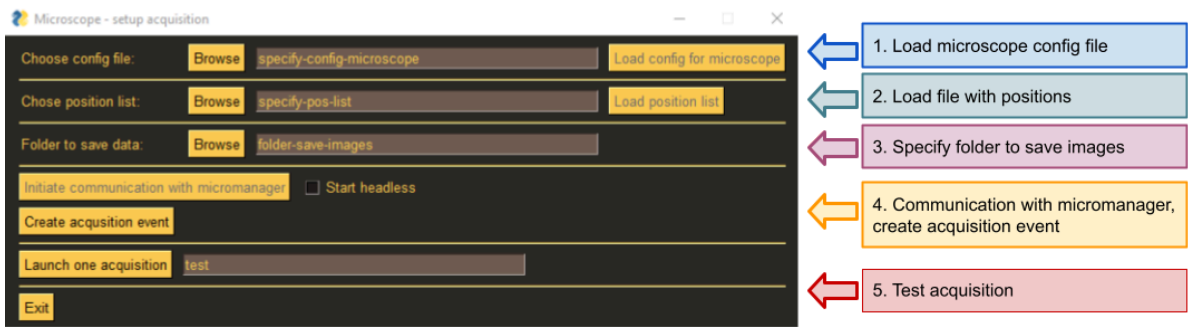 Microscope - setup acquisition
Choose config file: Browse specify-config-microscope Load config for microscope
1. Load microscope config file
Chose position list: Browse specify-pos-list Load position list
2. Load file with positions
Folder to save data: Browse folder-save-images
3. Specify folder to save images
Initiate communication with micromanager Start headless
Create acqusition event
4. Communication with micromanager,
create acquisition event
Launch one acquisition test
5. Test acquisition
Exit